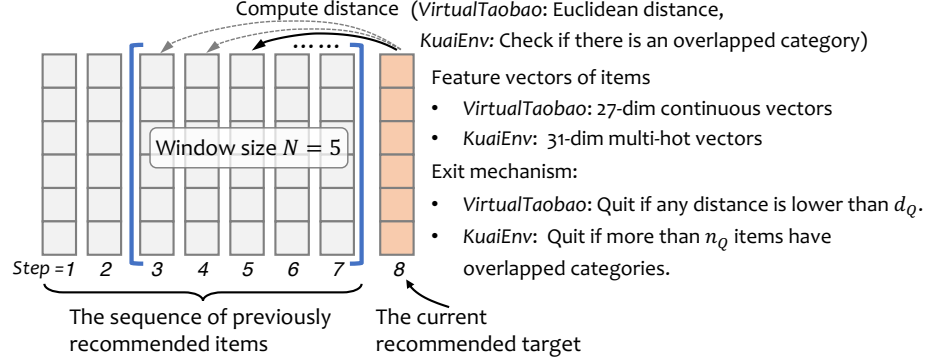 Compute distance (VirtualTaobao: Euclidean distance,
KuaiEnv: Check if there is an overlapped category)
……
Feature vectors of items
• VirtualTaobao: 27-dim continuous vectors
• KuaiEnv: 31-dim multi-hot vectors
Window size N = 5
Exit mechanism:
• VirtualTaobao: Quit if any distance is lower than d_Q.
• KuaiEnv: Quit if more than n_Q items have
overlapped categories.
Step =1 2 3 4 5 6 7 8
The sequence of previously
recommended items
The current
recommended target